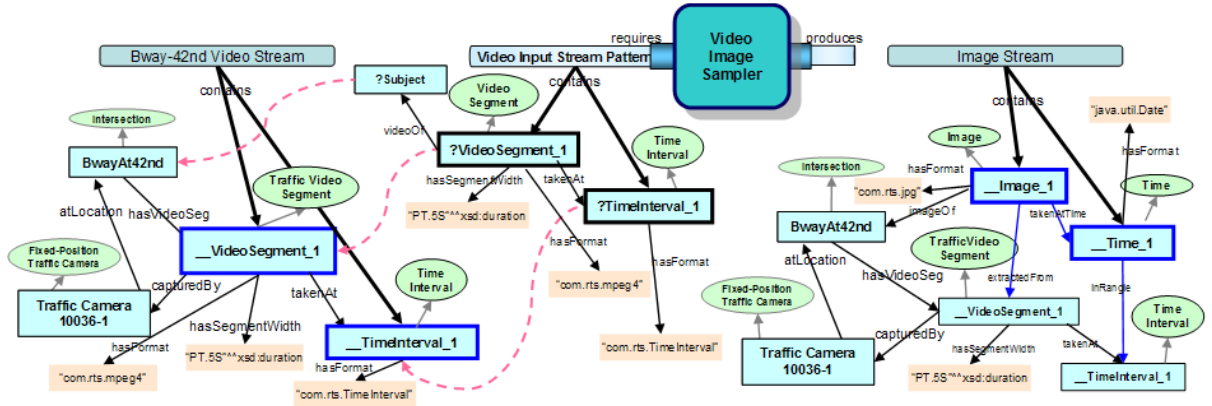 Bway-42nd Video Stream
contains
Intersection
BwayAt42nd
Traffic Video
Segment
atLocation
hasVideoSeg
Fixed-Position
Traffic Camera
__VideoSegment_1
Traffic Camera
10036-1
capturedBy
takenAt
Time
Interval
hasSegmentWidth
hasFormat
"PT.5S"^^xsd:duration
__TimeInterval_1
"com.rts.mpeg4"
hasFormat
"com.rts.TimeInterval"
requires
Video
Image
Sampler
produces
Video Input Stream Pattern
contains
?Subject
Video
Segment
videoOf
?VideoSegment_1
Time
Interval
hasSegmentWidth
takenAt
?TimeInterval_1
"PT.5S"^^xsd:duration
hasFormat
hasFormat
"com.rts.mpeg4"
"com.rts.TimeInterval"
Image Stream
contains
"java.util.Date"
Image
hasFormat
Intersection
hasFormat
"com.rts.jpg"
__Image_1
Time
imageOf
takenAtTime
BwayAt42nd
__Time_1
TrafficVideo
Segment
atLocation
hasVideoSeg
extractedFrom
inRange
Fixed-Position
Traffic Camera
__VideoSegment_1
Time
Interval
capturedBy
hasSegmentWidth
takenAt
Traffic Camera
10036-1
"PT.5S"^^xsd:duration
__TimeInterval_1